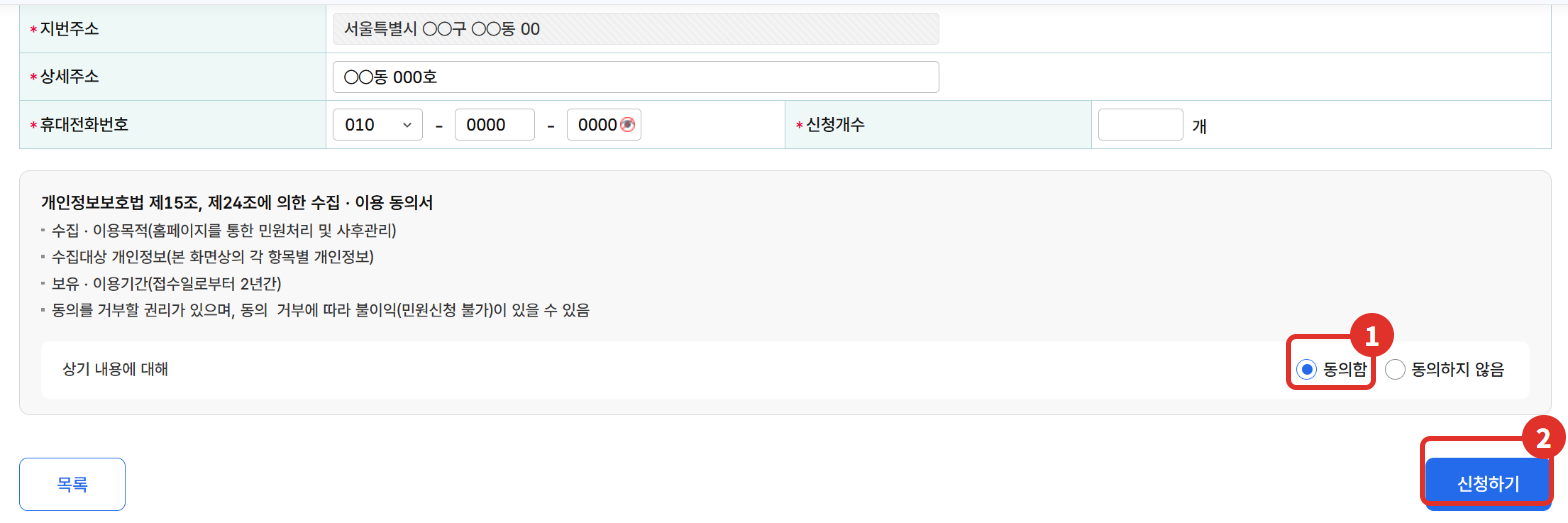 *지번주소 서울특별시 〇〇구 〇〇동 00
*상세주소 〇〇동 000호
*휴대전화번호 010 - 0000 - 0000 *신청개수 개
개인정보보호법 제15조, 제24조에 의한 수집 · 이용 동의서
수집 · 이용목적(홈페이지를 통한 민원처리 및 사후관리)
수집대상 개인정보(본 화면상의 각 항목별 개인정보)
보유 · 이용기간(접수일로부터 2년간)
동의를 거부할 권리가 있으며, 동의 거부에 따라 불이익(민원신청 불가)이 있을 수 있음
1
상기 내용에 대해 동의함 동의하지 않음
2
목록 신청하기